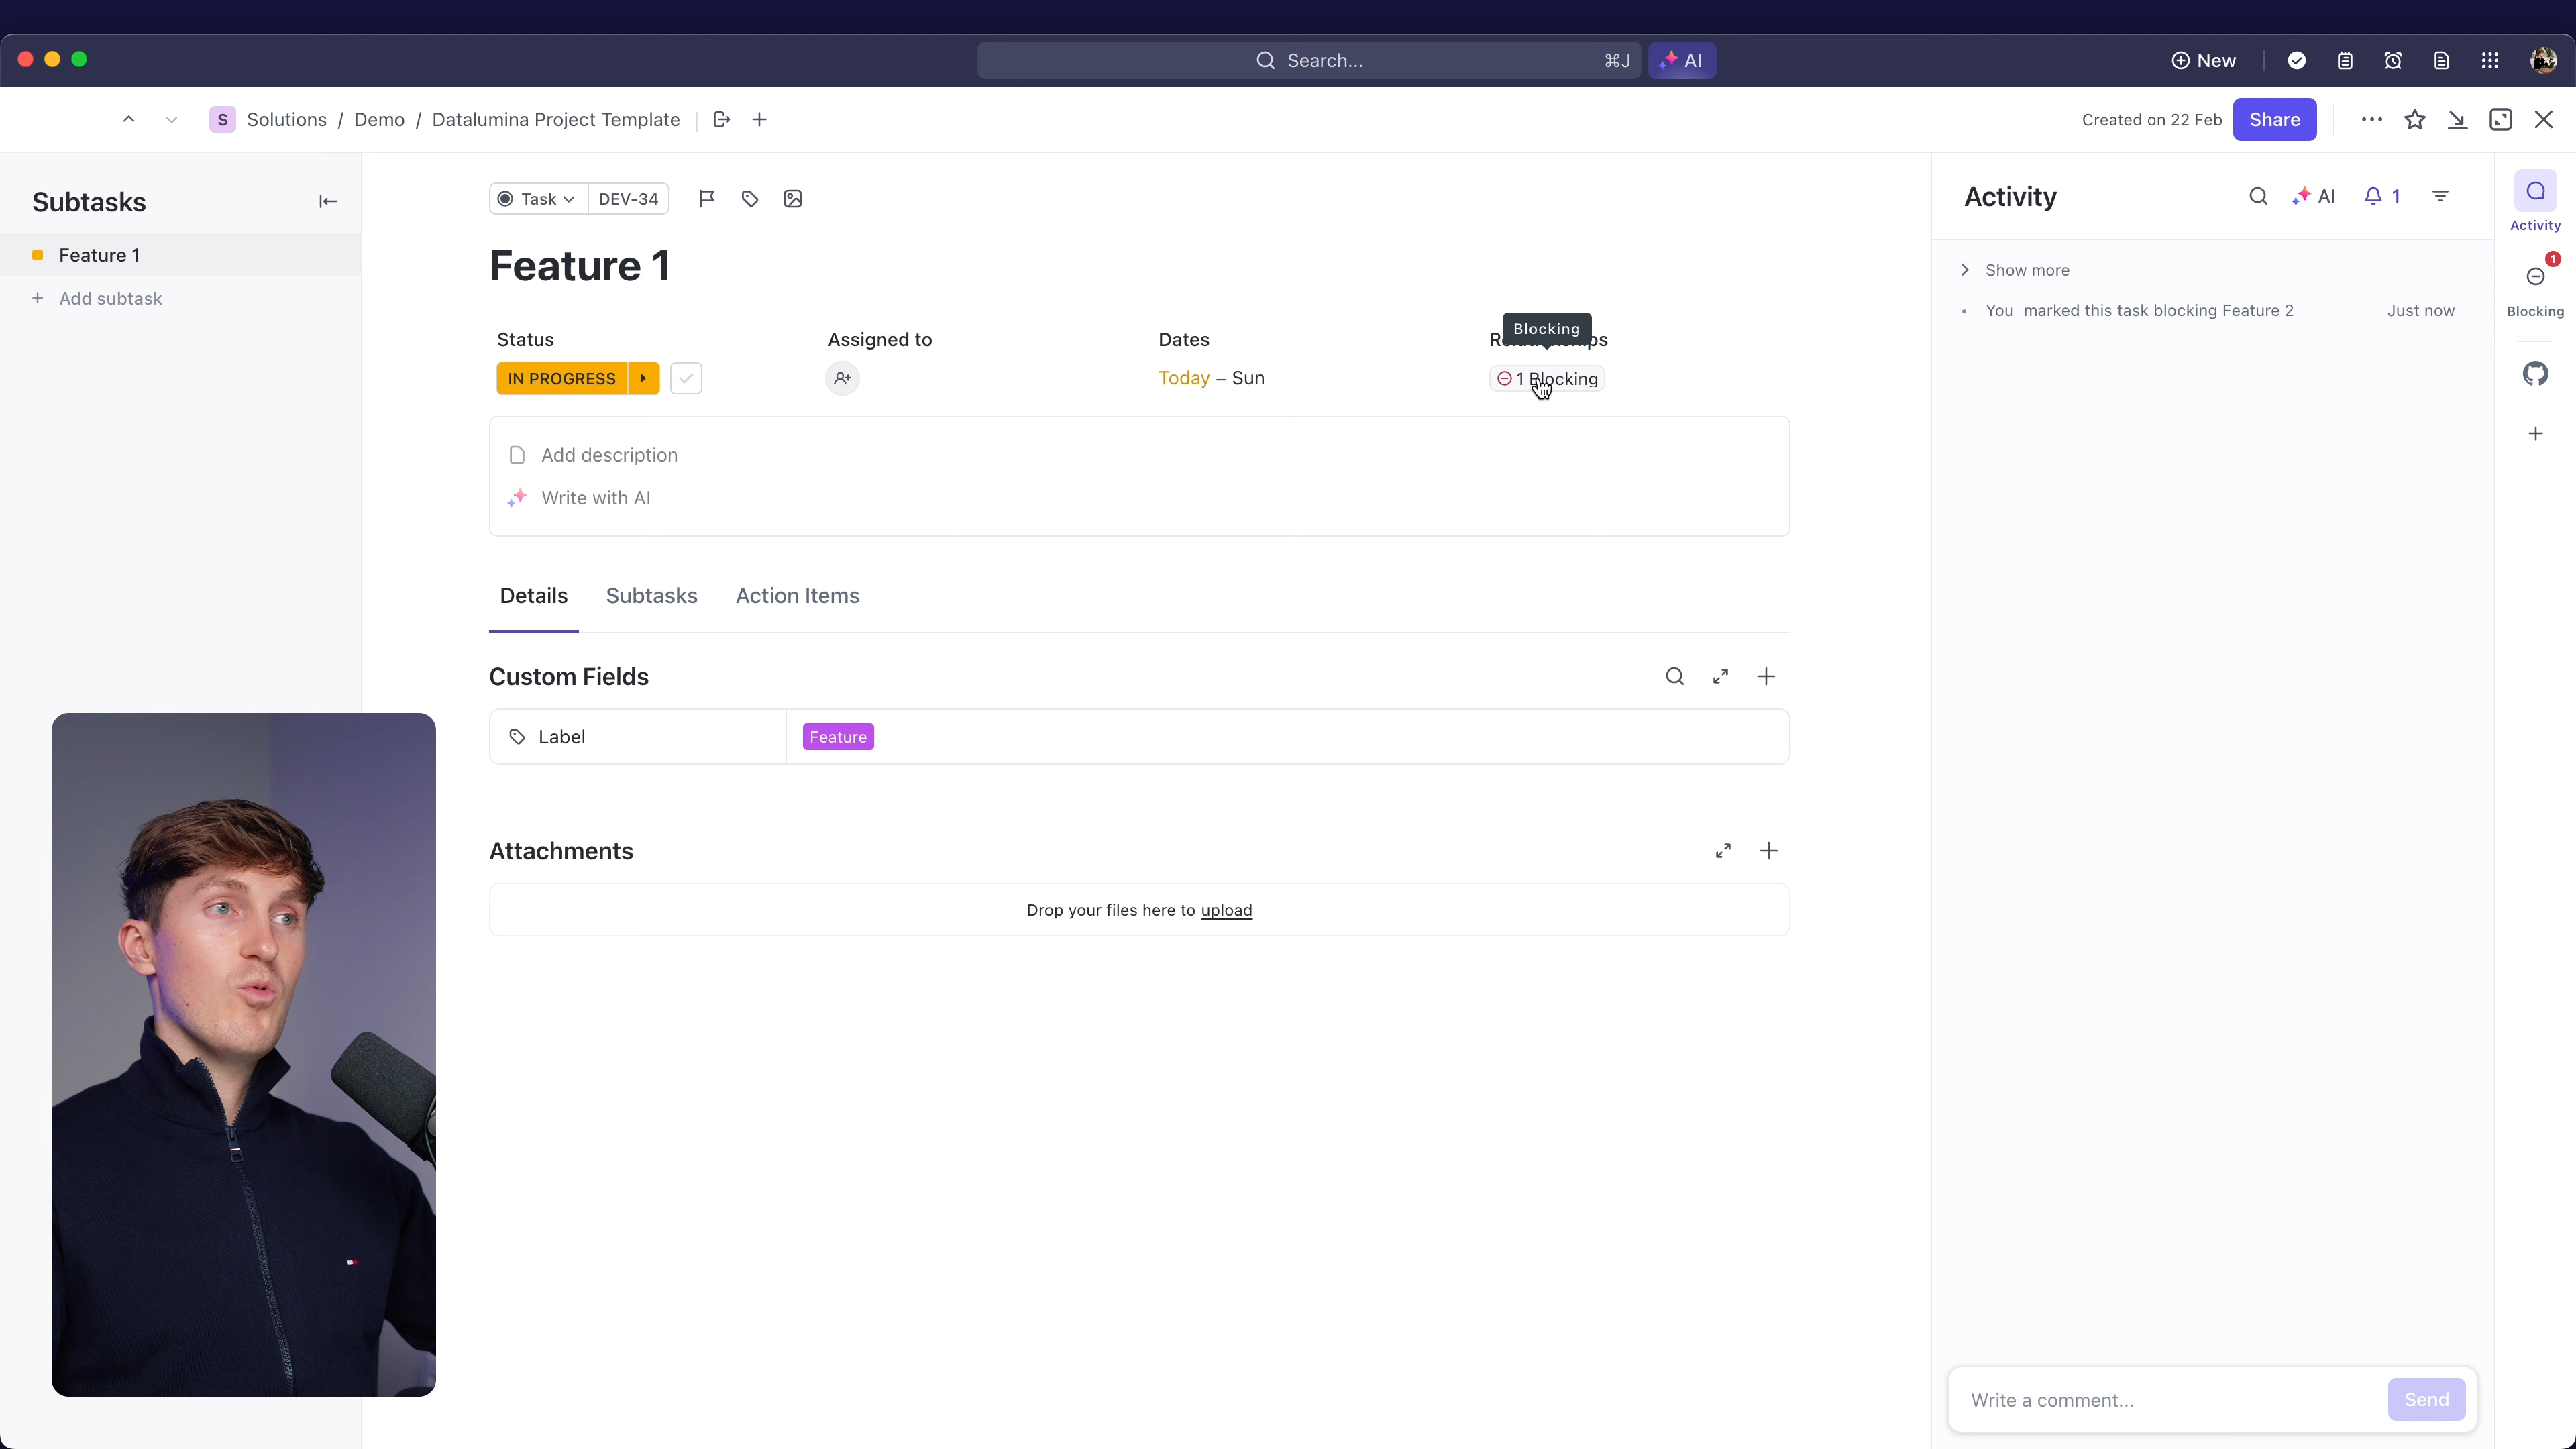 Search...
⌘J
AI
New
S Solutions / Demo / Datalumina Project Template
Created on 22 Feb
Share
Subtasks
Feature 1
Add subtask
Task
DEV-34
Feature 1
Status
Assigned to
Dates
Blocking
IN PROGRESS
Today – Sun
1 Blocking
Add description
Write with AI
Details
Subtasks
Action Items
Custom Fields
Label
Feature
Attachments
Drop your files here to upload
Activity
AI
1
Show more
You marked this task blocking Feature 2
Just now
Write a comment...
Send
Activity
1
Blocking